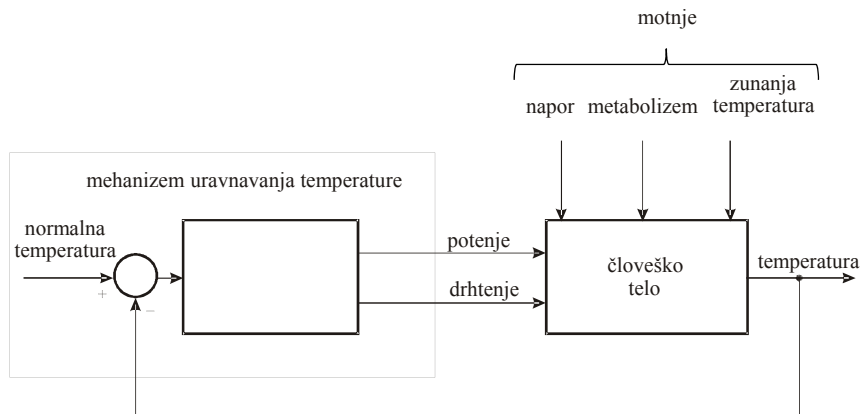 motnje
napor
metabolizem
zunanja
temperatura
mehanizem uravnavanja temperature
normalna
temperatura
+
−
potenje
drhtenje
človeško
telo
temperatura